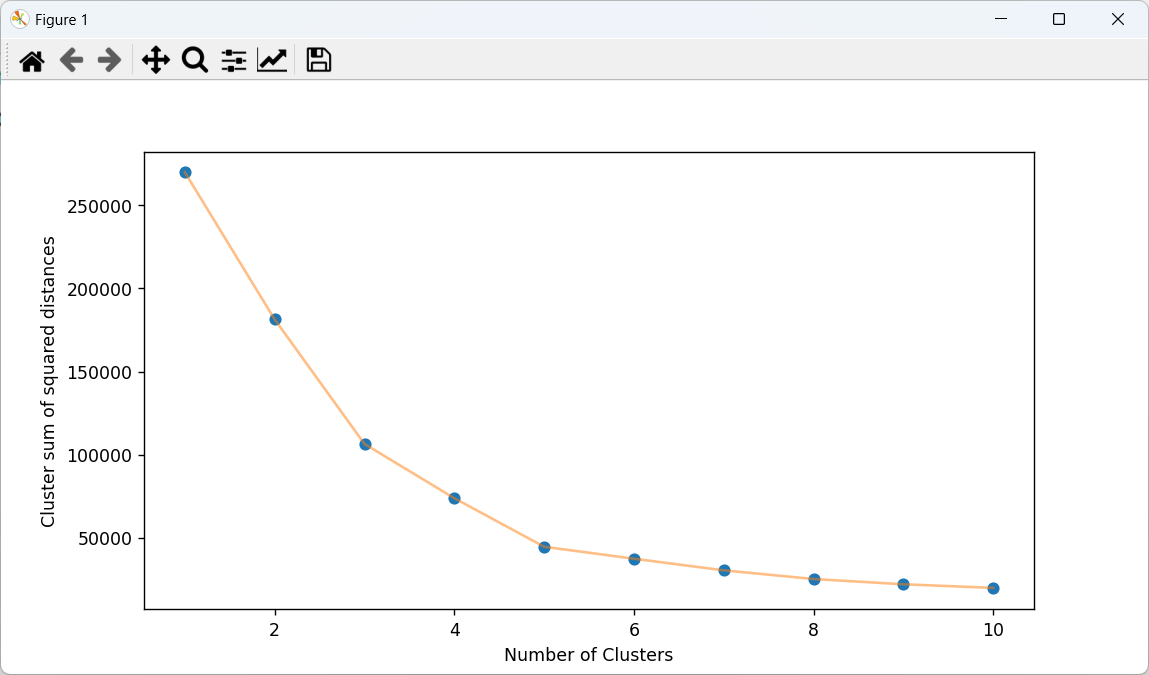 Figure 1
250000
200000
150000
100000
50000
Cluster sum of squared distances
2 4 6 8 10
Number of Clusters